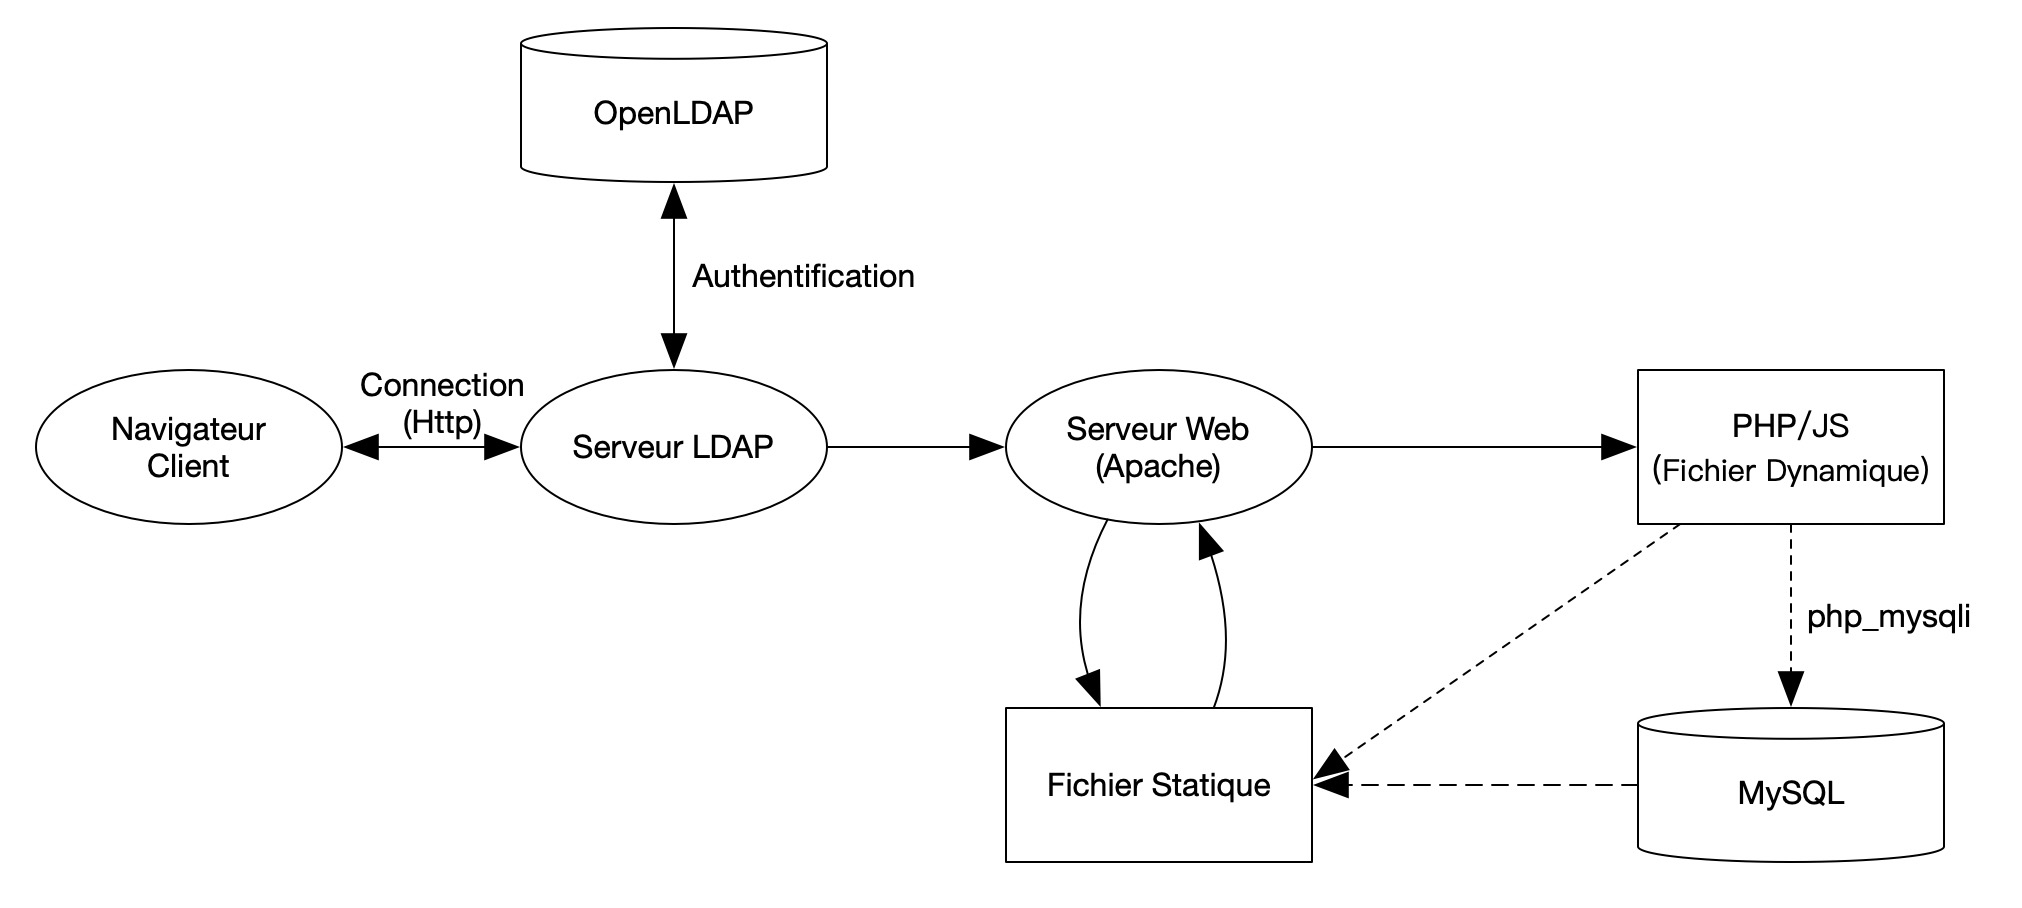 OpenLDAP
Authentification
Connection
(Http)
Navigateur
Client
Serveur LDAP
Serveur Web
(Apache)
PHP/JS
(Fichier Dynamique)
php_mysqli
Fichier Statique
MySQL